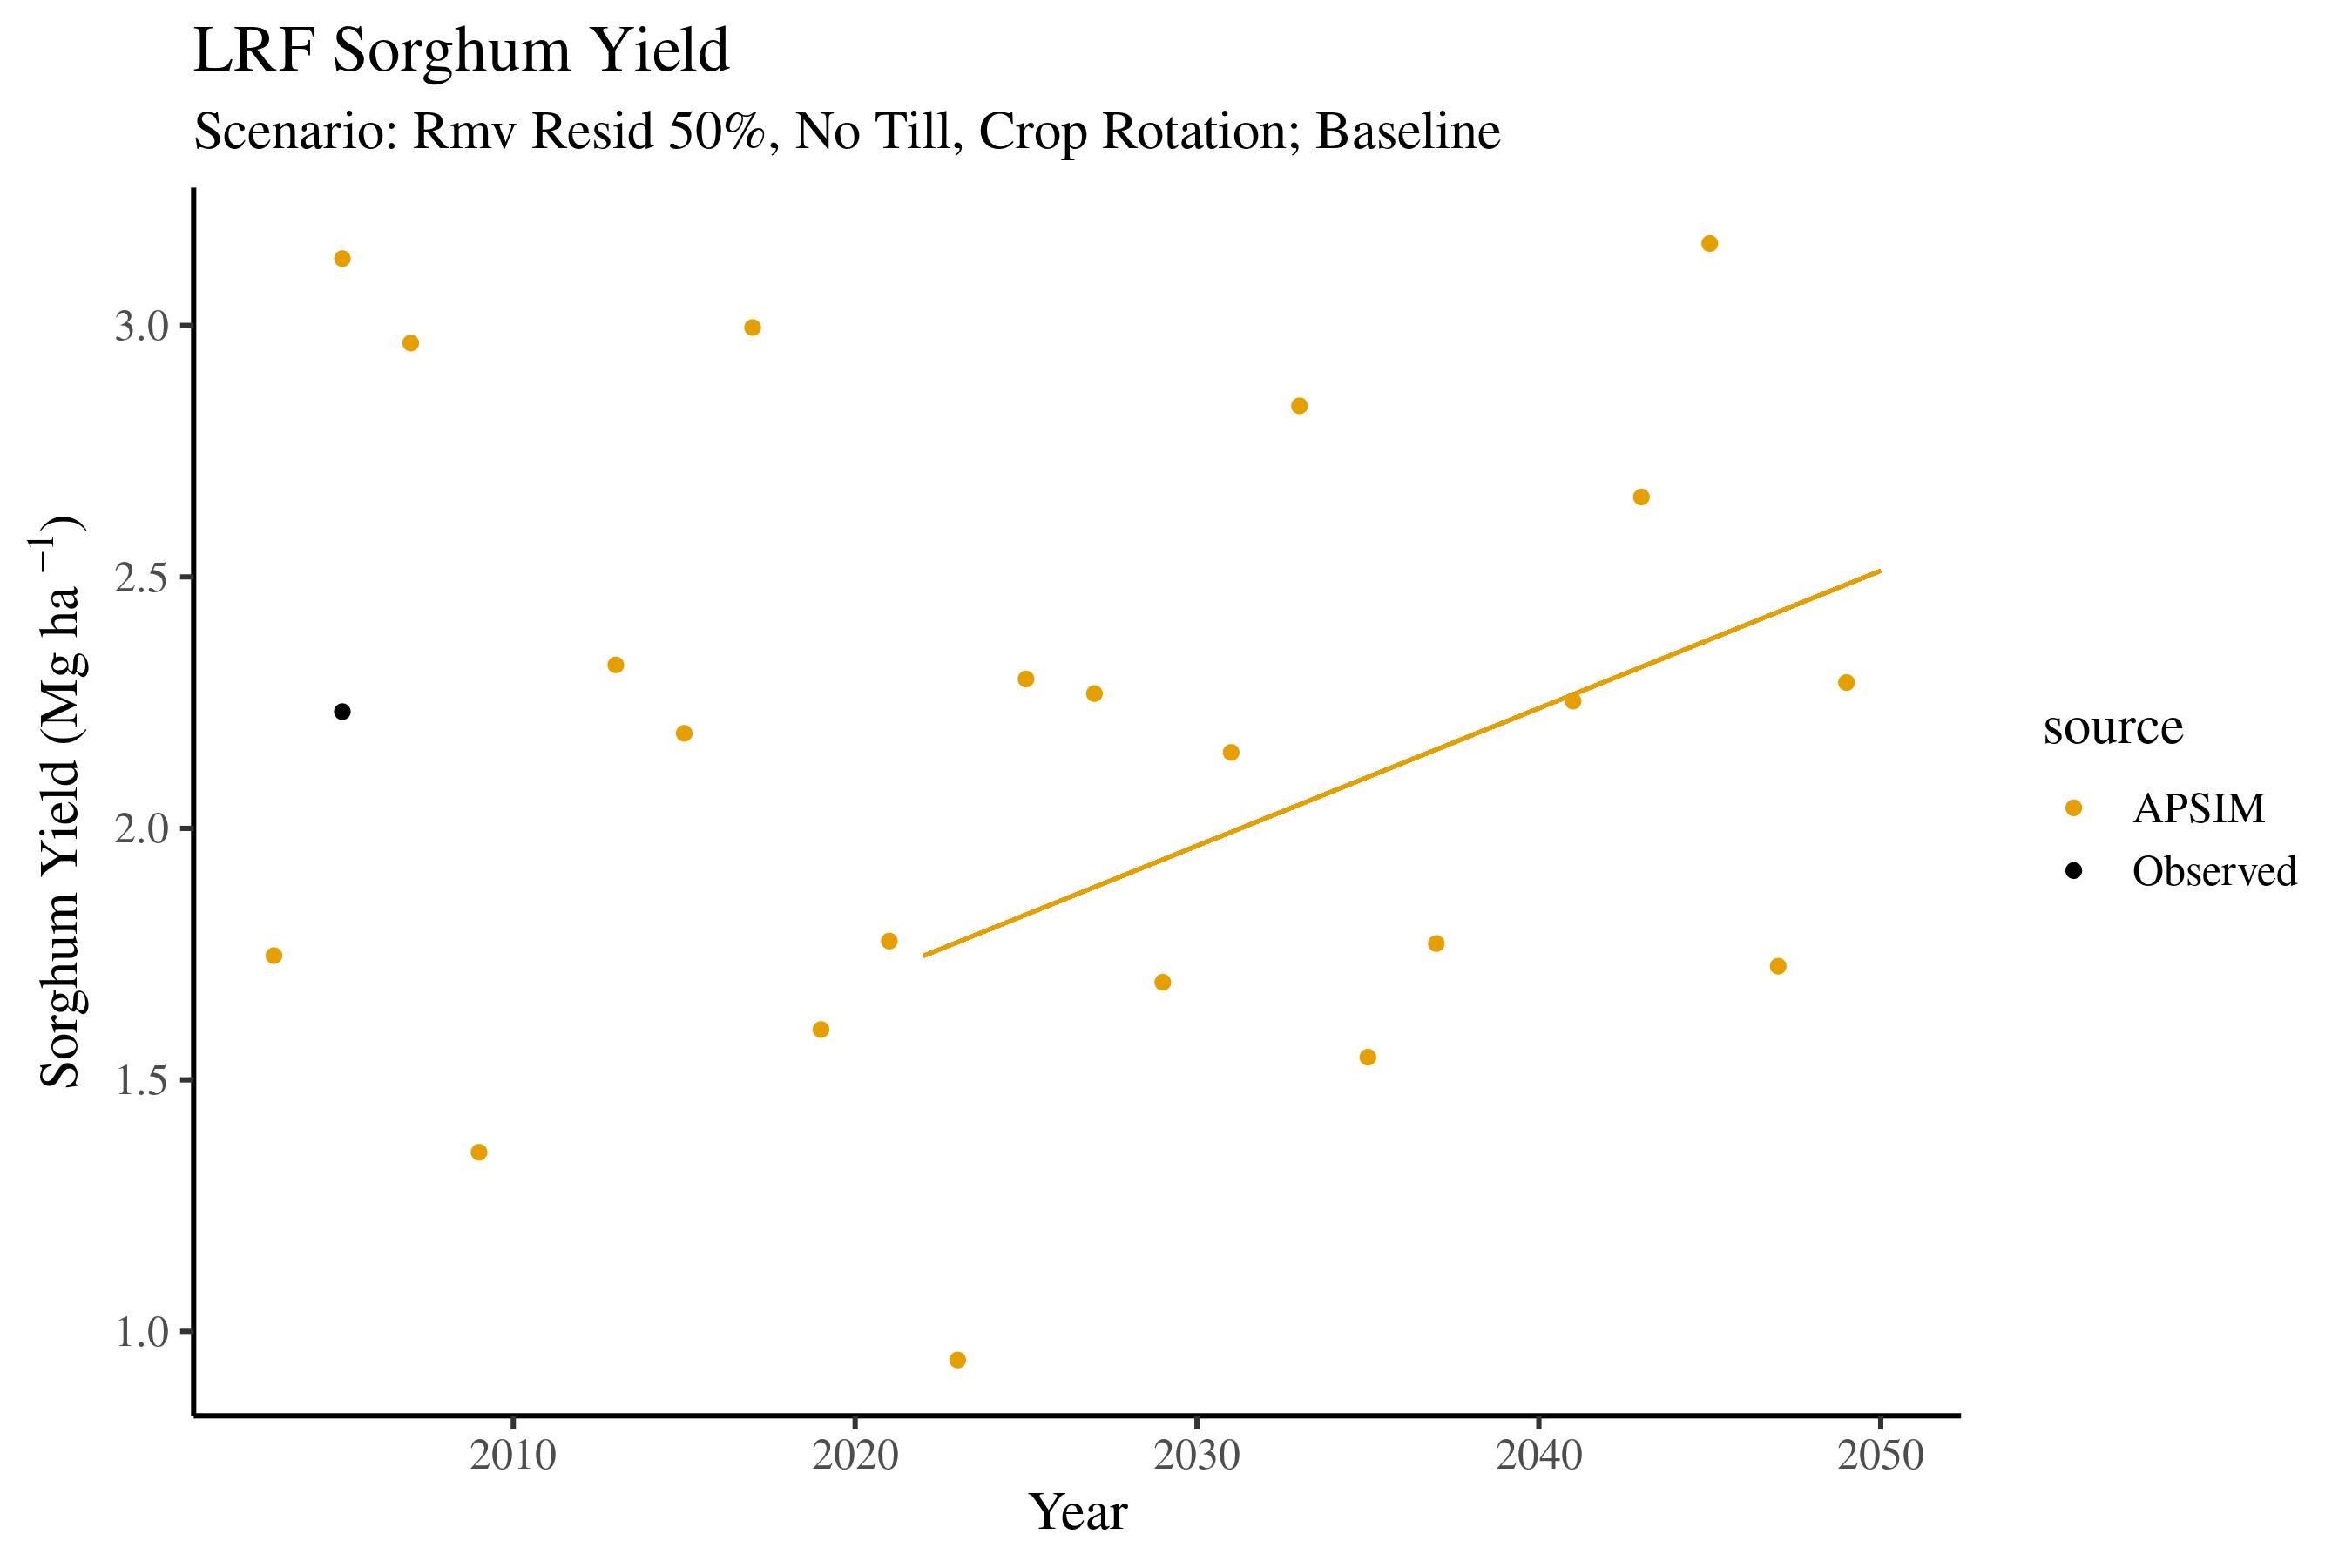 LRF Sorghum Yield
Scenario: Rmv Resid 50%, No Till, Crop Rotation; Baseline
Sorghum Yield (Mg ha −1)
3.0
2.5
2.0
1.5
1.0
2010 2020 2030 2040 2050
Year
source
APSIM
Observed